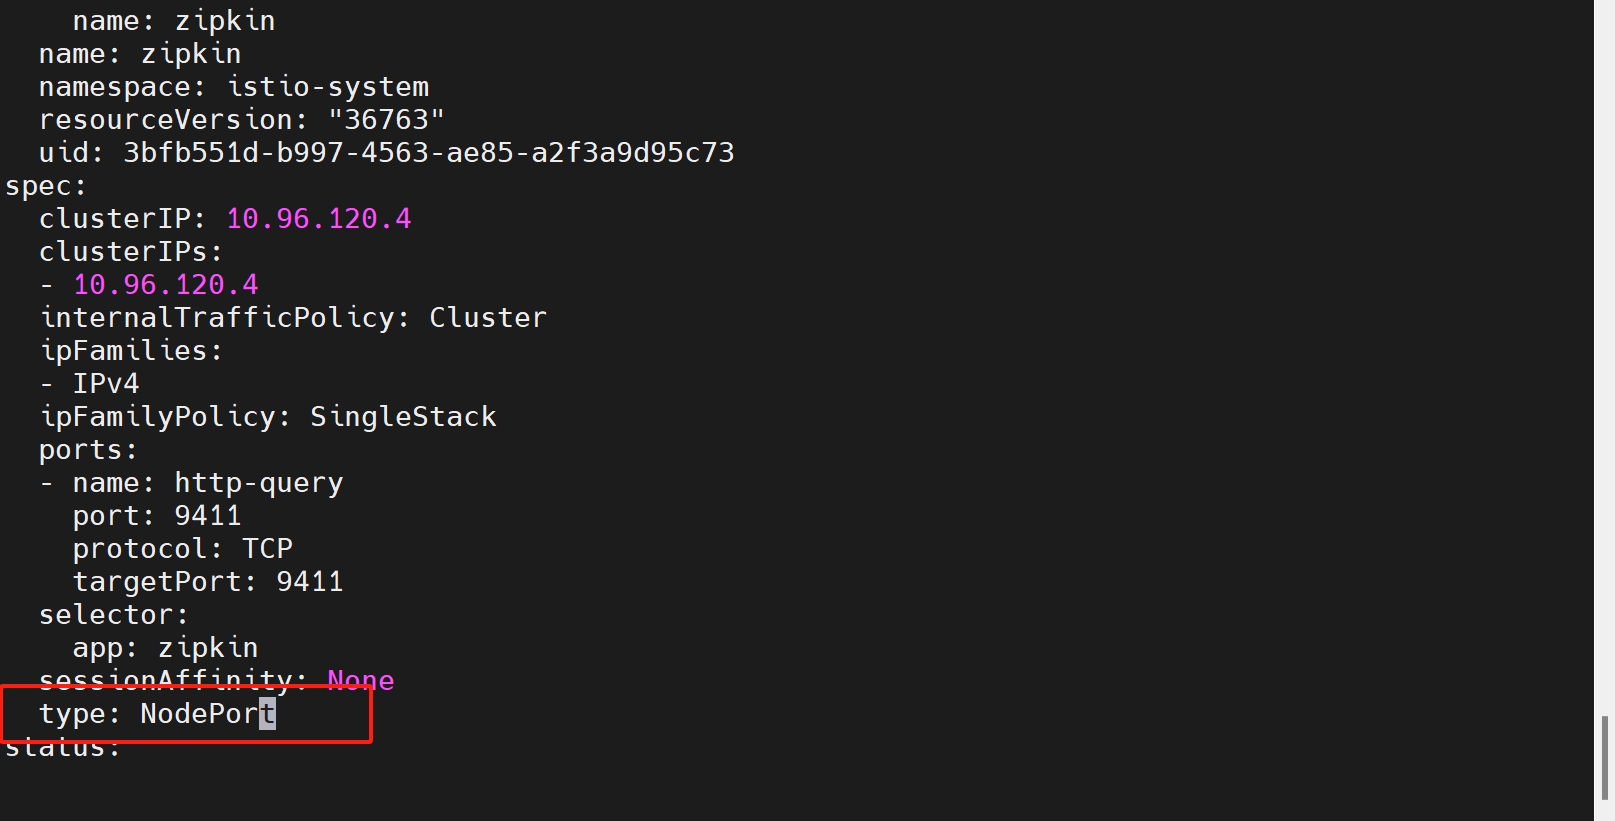 name: zipkin
  name: zipkin
  namespace: istio-system
  resourceVersion: "36763"
  uid: 3bfb551d-b997-4563-ae85-a2f3a9d95c73
spec:
  clusterIP: 10.96.120.4
  clusterIPs:
  - 10.96.120.4
  internalTrafficPolicy: Cluster
  ipFamilies:
  - IPv4
  ipFamilyPolicy: SingleStack
  ports:
  - name: http-query
    port: 9411
    protocol: TCP
    targetPort: 9411
  selector:
    app: zipkin
  sessionAffinity: None
  type: NodePort
status: